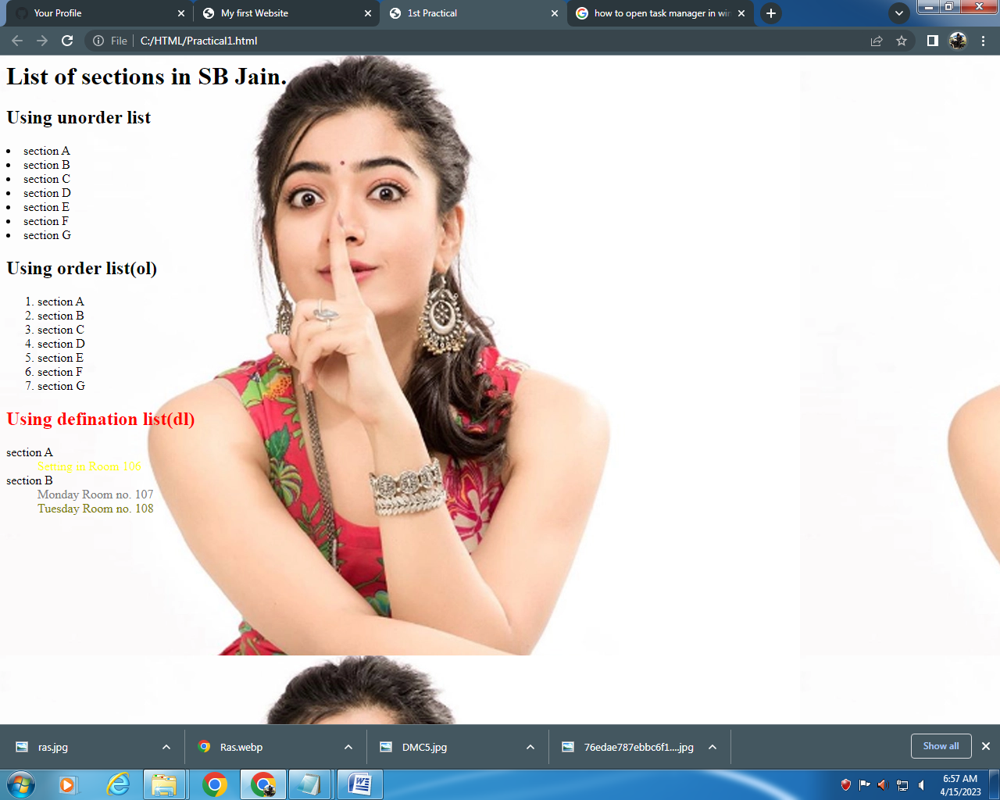 Your Profile
My first Website
1st Practical
how to open task manager in win
File
C:/HTML/Practical1.html
List of sections in SB Jain.
Using unorder list
section A
section B
section C
section D
section E
section F
section G
Using order list(ol)
1. section A
2. section B
3. section C
4. section D
5. section E
6. section F
7. section G
Using defination list(dl)
section A
Setting in Room 106
section B
Monday Room no. 107
Tuesday Room no. 108
ras.jpg
Ras.webp
DMC5.jpg
76edae787ebbc6f1....jpg
Show all
6:57 AM
4/15/2023